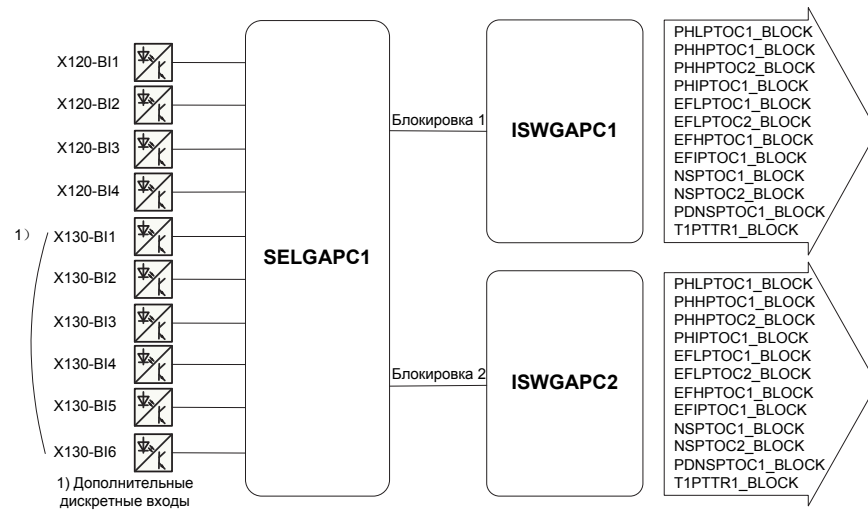 X120-BI1
X120-BI2
X120-BI3
X120-BI4
1)
X130-BI1
X130-BI2
X130-BI3
X130-BI4
X130-BI5
X130-BI6
1) Дополнительные
дискретные входы
SELGAPC1
Блокировка 1
ISWGAPC1
PHLPTOC1_BLOCK
PHHPTOC1_BLOCK
PHHPTOC2_BLOCK
PHIPTOC1_BLOCK
EFLPTOC1_BLOCK
EFLPTOC2_BLOCK
EFHPTOC1_BLOCK
EFIPTOC1_BLOCK
NSPTOC1_BLOCK
NSPTOC2_BLOCK
PDNSPTOC1_BLOCK
T1PTTR1_BLOCK
Блокировка 2
ISWGAPC2
PHLPTOC1_BLOCK
PHHPTOC1_BLOCK
PHHPTOC2_BLOCK
PHIPTOC1_BLOCK
EFLPTOC1_BLOCK
EFLPTOC2_BLOCK
EFHPTOC1_BLOCK
EFIPTOC1_BLOCK
NSPTOC1_BLOCK
NSPTOC2_BLOCK
PDNSPTOC1_BLOCK
T1PTTR1_BLOCK